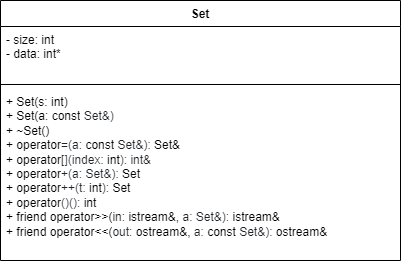 Set
- size: int
- data: int*
+ Set(s: int)
+ Set(a: const Set&)
+ ~Set()
+ operator=(a: const Set&): Set&
+ operator[](index: int): int&
+ operator+(a: Set&): Set
+ operator++(t: int): Set
+ operator()(): int
+ friend operator>>(in: istream&, a: Set&): istream&
+ friend operator<<(out: ostream&, a: const Set&): ostream&